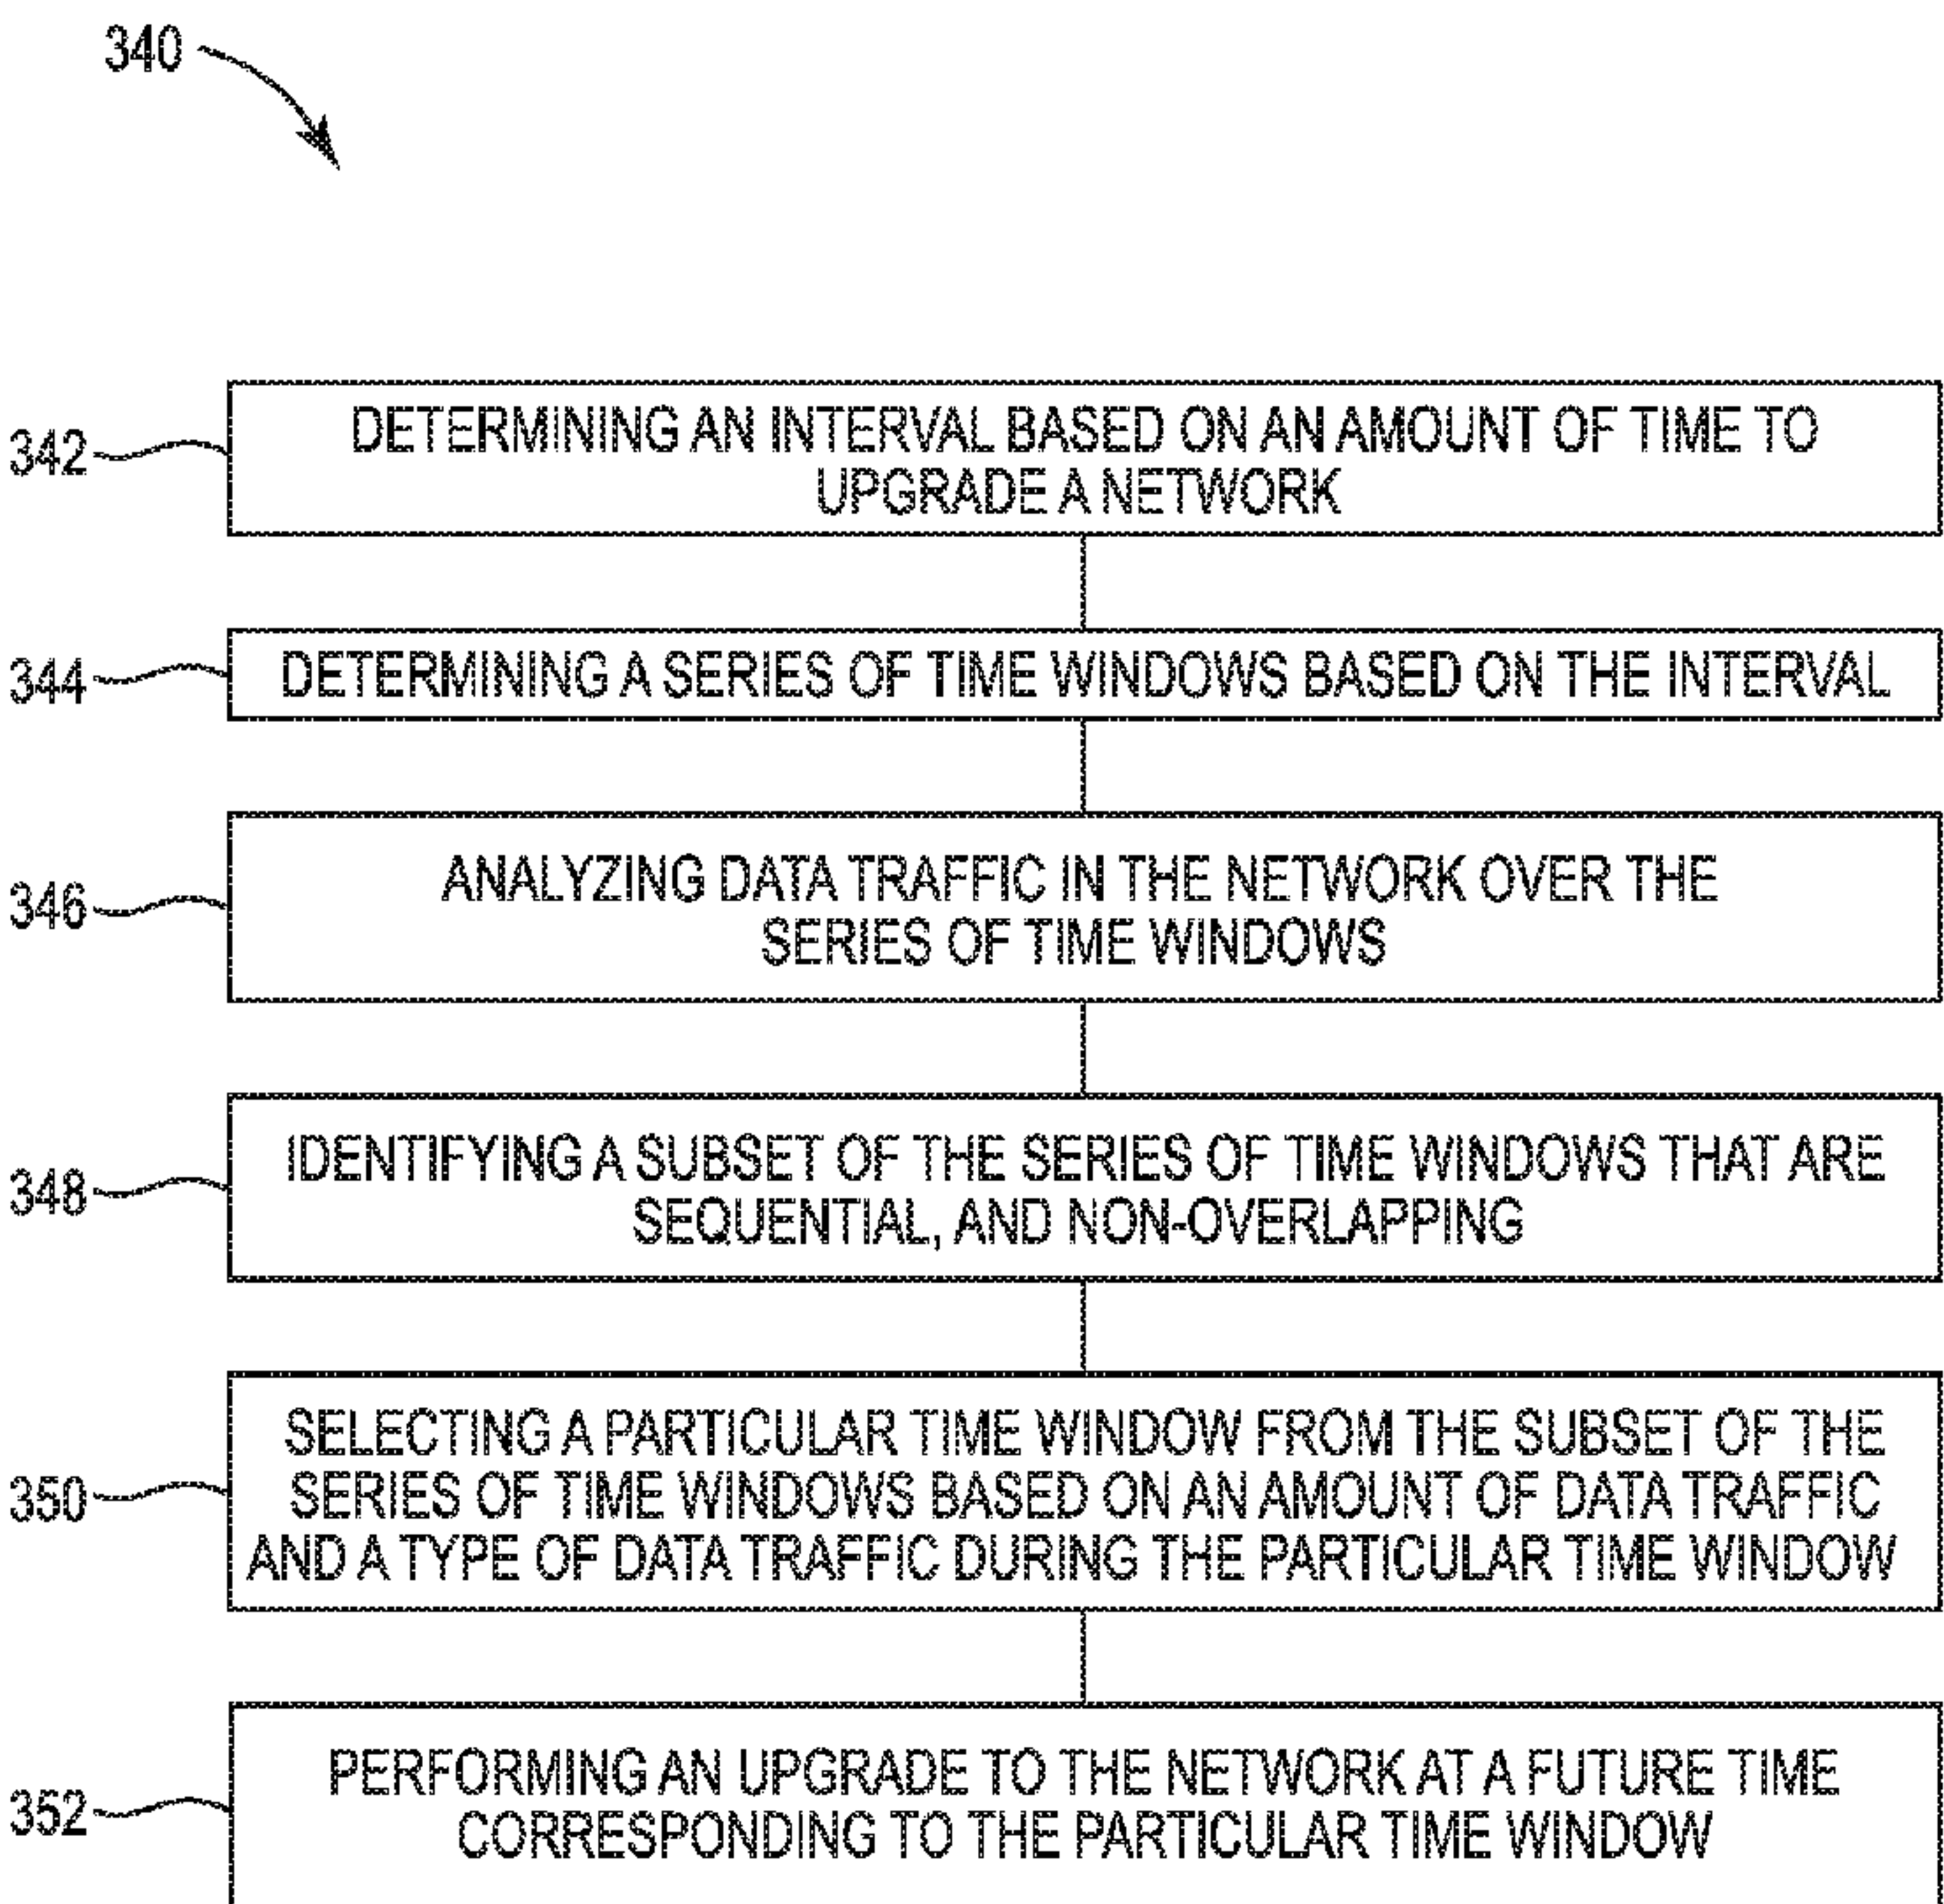 340
342
DETERMINING AN INTERVAL BASED ON AN AMOUNT OF TIME TO
UPGRADE A NETWORK
344
DETERMINING A SERIES OF TIME WINDOWS BASED ON THE INTERVAL
346
ANALYZING DATA TRAFFIC IN THE NETWORK OVER THE
SERIES OF TIME WINDOWS
348
IDENTIFYING A SUBSET OF THE SERIES OF TIME WINDOWS THAT ARE
SEQUENTIAL, AND NON-OVERLAPPING
350
SELECTING A PARTICULAR TIME WINDOW FROM THE SUBSET OF THE
SERIES OF TIME WINDOWS BASED ON AN AMOUNT OF DATA TRAFFIC
AND A TYPE OF DATA TRAFFIC DURING THE PARTICULAR TIME WINDOW
352
PERFORMING AN UPGRADE TO THE NETWORK AT A FUTURE TIME
CORRESPONDING TO THE PARTICULAR TIME WINDOW